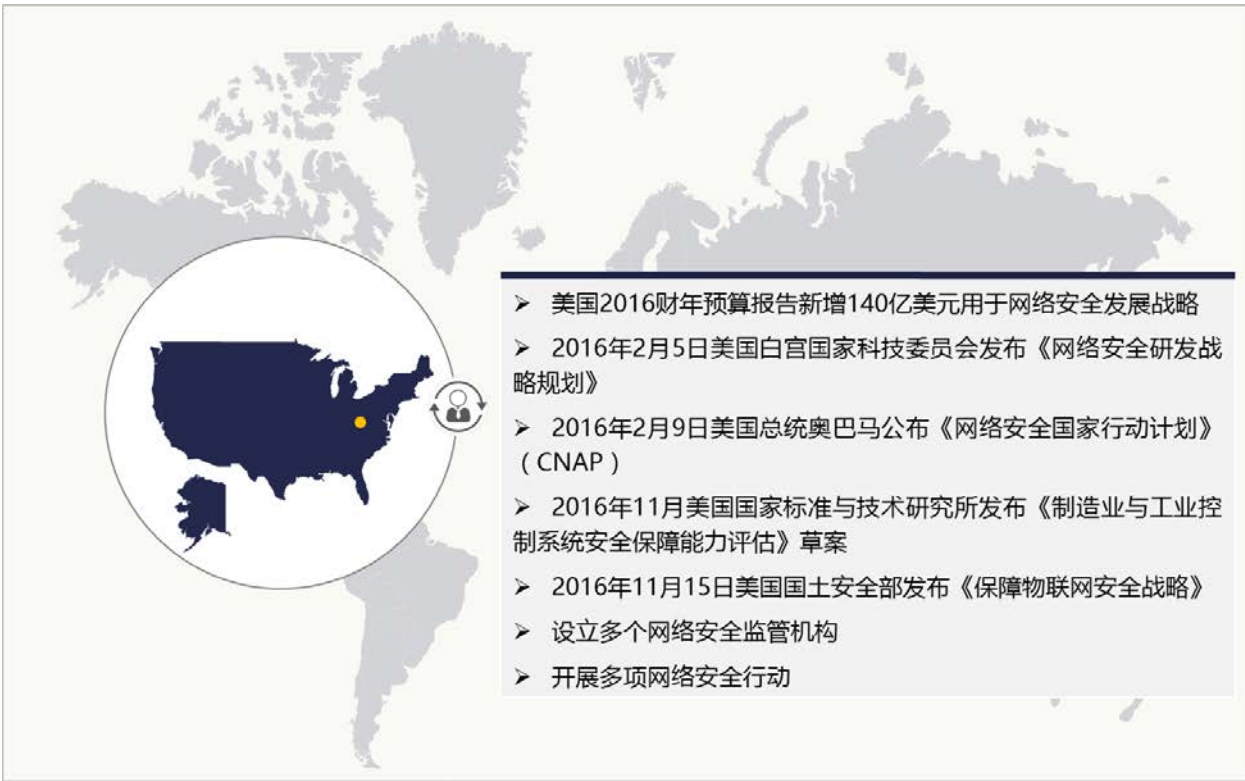 ➢ 美国2016财年预算报告新增140亿美元用于网络安全发展战略
➢ 2016年2月5日美国白宫国家科技委员会发布《网络安全研发战
略规划》
➢ 2016年2月9日美国总统奥巴马公布《网络安全国家行动计划》
（CNAP）
➢ 2016年11月美国国家标准与技术研究所发布《制造业与工业控
制系统安全保障能力评估》草案
➢ 2016年11月15日美国国土安全部发布《保障物联网安全战略》
➢ 设立多个网络安全监管机构
➢ 开展多项网络安全行动